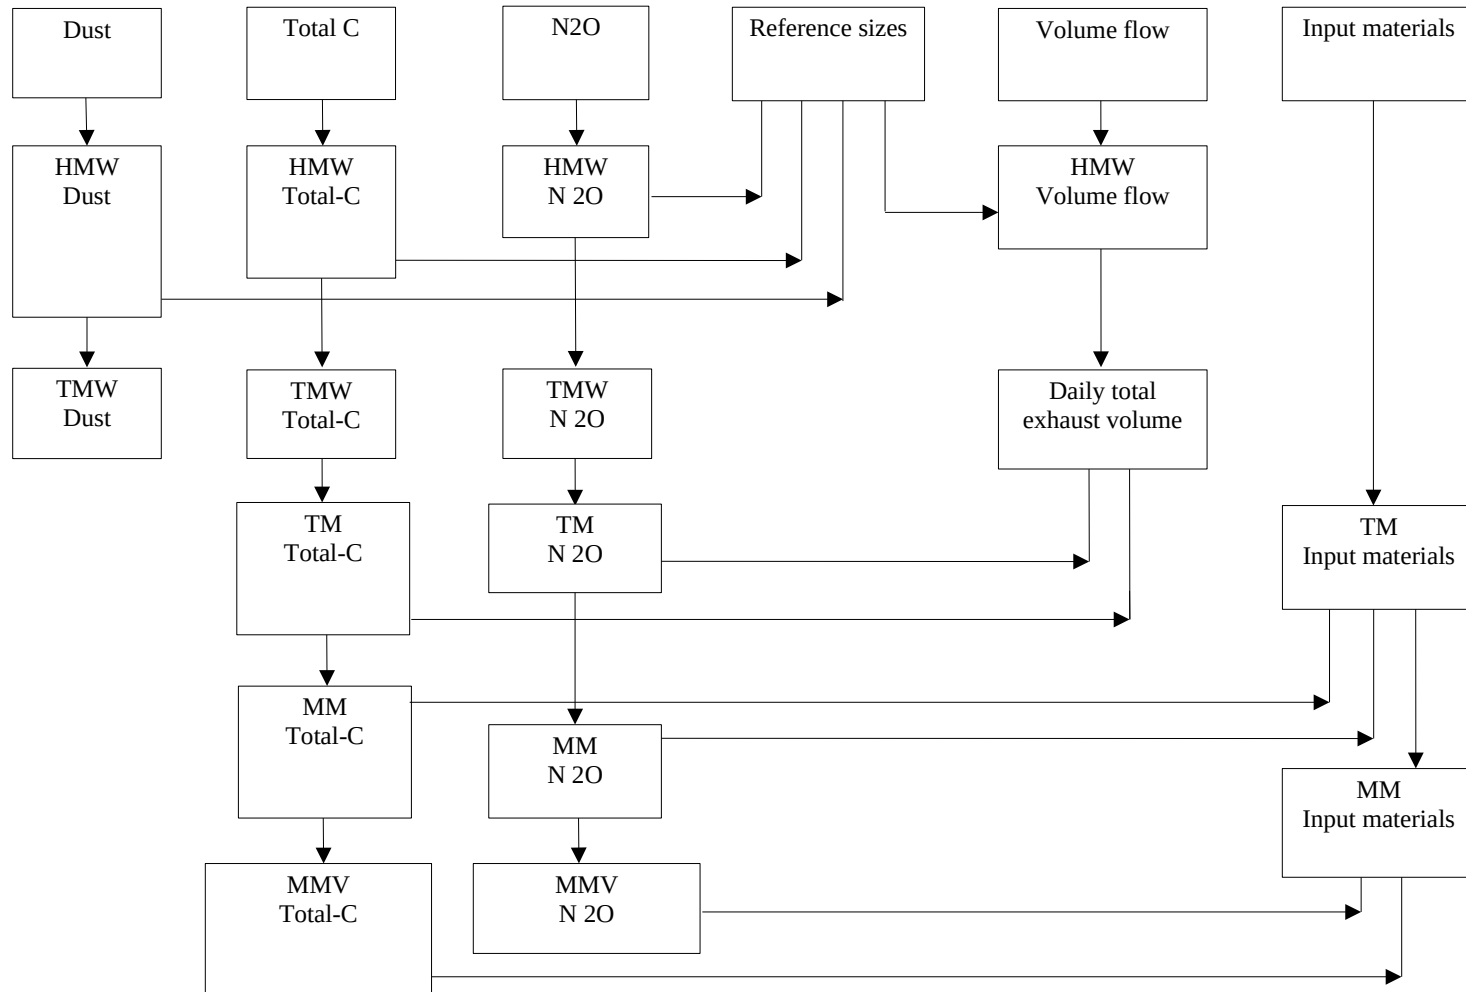 Dust
Total C
N2O
Reference sizes
Volume flow
Input materials
HMW
Dust
HMW
Total-C
HMW
N 2O
HMW
Volume flow
TMW
Dust
TMW
Total-C
TMW
N 2O
Daily total
exhaust volume
TM
Total-C
TM
N 2O
TM
Input materials
MM
Total-C
MM
N 2O
MM
Input materials
MMV
Total-C
MMV
N 2O